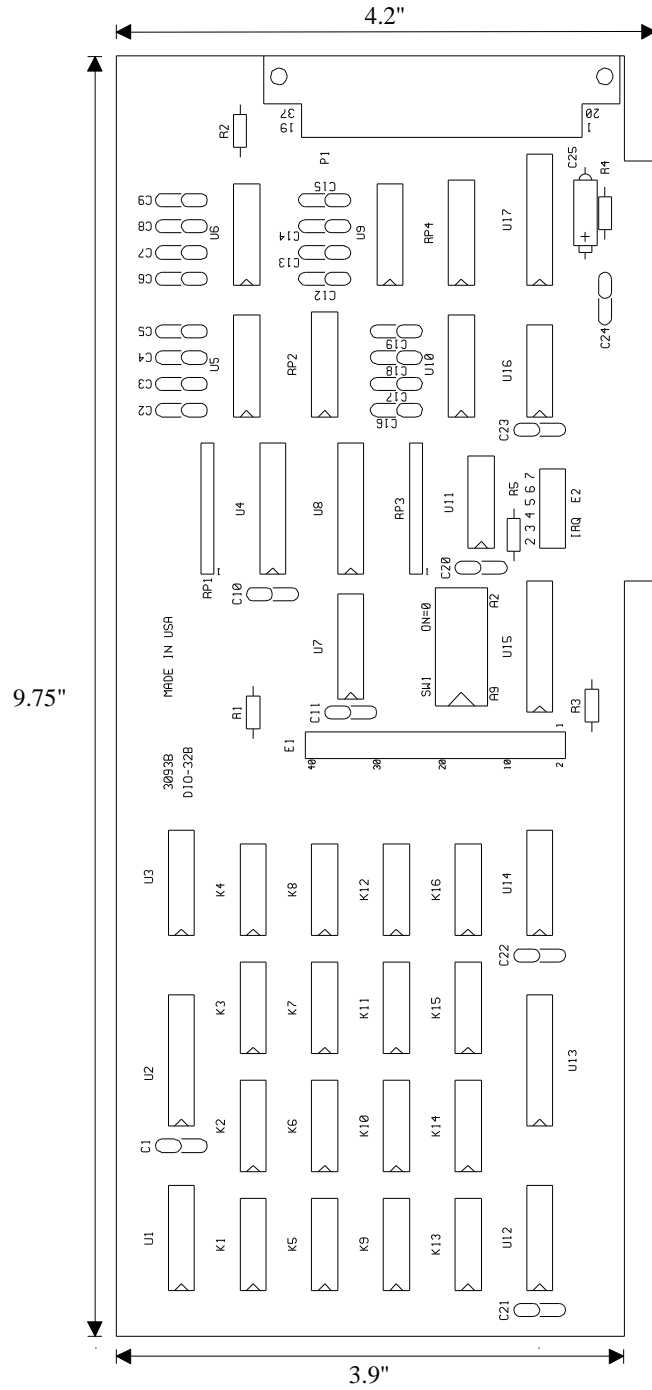 4.2"
37
19
20
1
R2
P1
C25
R4
C9
C8
C7
C6
U6
C15
C14
C13
C12
U9
RP4
U17
C24
C5
C4
C3
C2
U5
RP2
C19
C18
C17
C16
U10
U16
C23
RP1
1
U4
U8
RP3
1
U11
R5
2 3 4 5 6 7
IRQ E2
C10
C20
MADE IN USA
U7
ON=0
SW1
A2
A9
U15
9.75"
R1
C11
R3
E1
1
40
30
20
10
2
3093B
DIO-32B
U3
K4
K8
K12
K16
U14
C22
U2
K3
K7
K11
K15
U13
K2
K6
K10
K14
C1
U1
K1
K5
K9
K13
U12
C21
3.9"